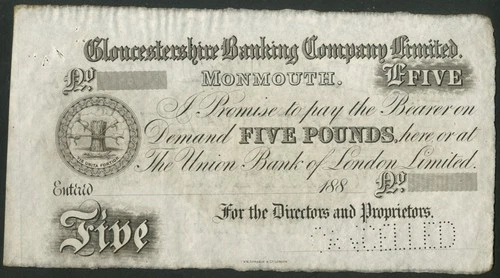 Gloucestershire Banking Company Limited.
No.
MONMOUTH.
£FIVE
I Promise to pay the Bearer on
Demand FIVE POUNDS, here or at
The Union Bank of London Limited.
Entered
188
No.
For the Directors and Proprietors.
Five
CANCELLED